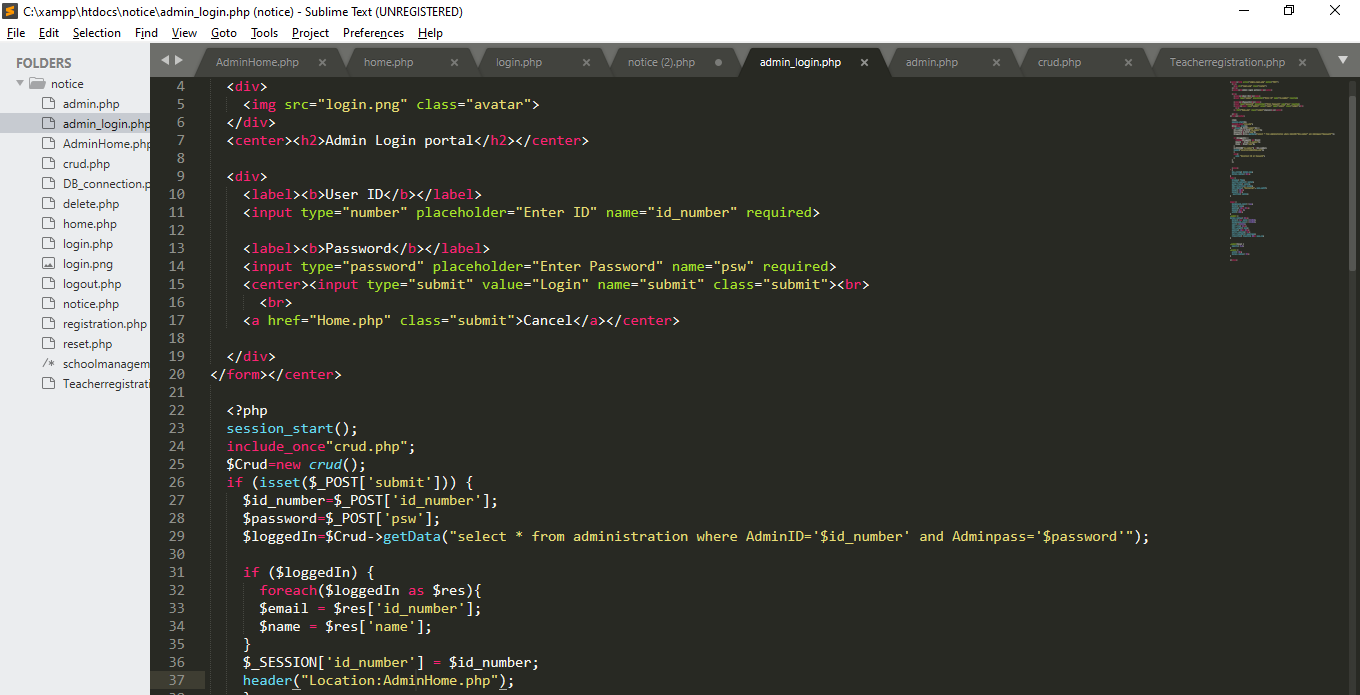 C:\xampp\htdocs\notice\admin_login.php (notice) - Sublime Text (UNREGISTERED)
File Edit Selection Find View Goto Tools Project Preferences Help
FOLDERS
notice
admin.php
admin_login.php
AdminHome.php
crud.php
DB_connection.p
delete.php
home.php
login.php
login.png
logout.php
notice.php
registration.php
reset.php
/* schoolmanagem
Teacherregistrati
AdminHome.php home.php login.php notice (2).php admin_login.php admin.php crud.php Teacherregistration.php
4 <div>
5 <img src="login.png" class="avatar">
6 </div>
7 <center><h2>Admin Login portal</h2></center>
8
9 <div>
10 <label><b>User ID</b></label>
11 <input type="number" placeholder="Enter ID" name="id_number" required>
12
13 <label><b>Password</b></label>
14 <input type="password" placeholder="Enter Password" name="psw" required>
15 <center><input type="submit" value="Login" name="submit" class="submit"><br>
16 <br>
17 <a href="Home.php" class="submit">Cancel</a></center>
18
19 </div>
20 </form></center>
21
22 <?php
23 session_start();
24 include_once"crud.php";
25 $Crud=new crud();
26 if (isset($_POST['submit'])) {
27 $id_number=$_POST['id_number'];
28 $password=$_POST['psw'];
29 $loggedIn=$Crud->getData("select * from administration where AdminID='$id_number' and Adminpass='$password'");
30
31 if ($loggedIn) {
32 foreach($loggedIn as $res){
33 $email = $res['id_number'];
34 $name = $res['name'];
35 }
36 $_SESSION['id_number'] = $id_number;
37 header("Location:AdminHome.php");